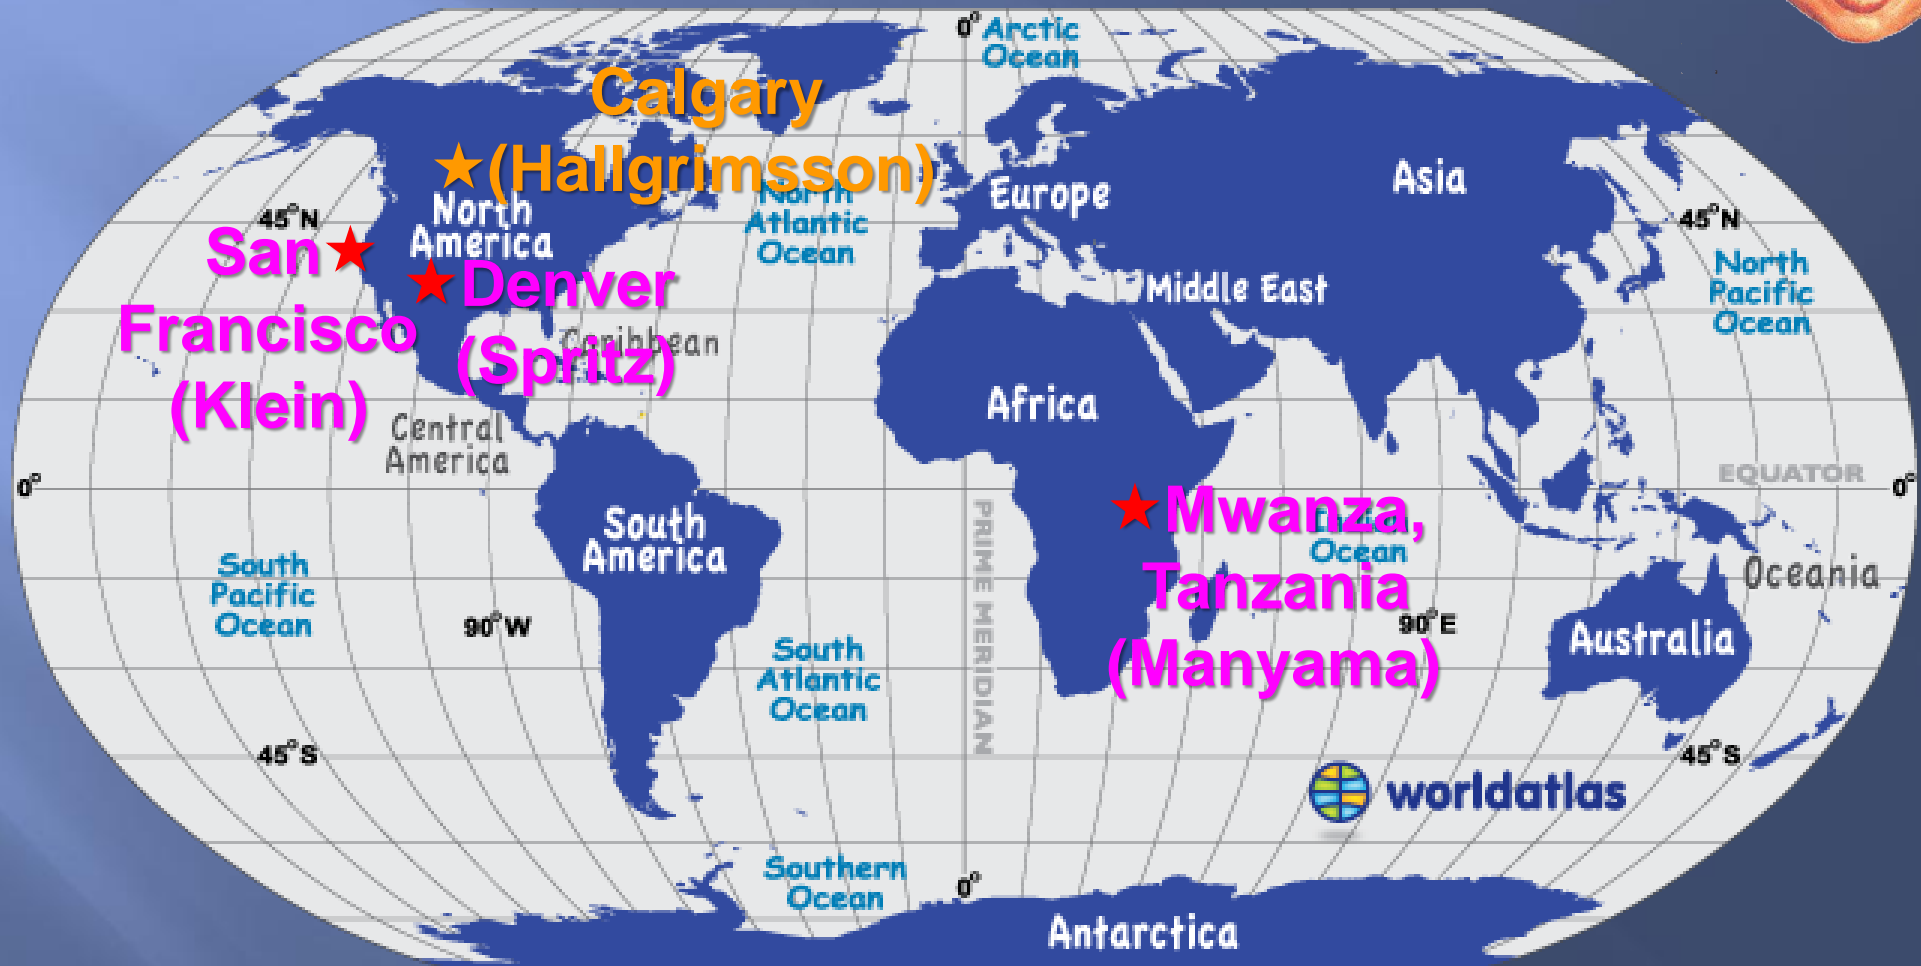 0° Arctic
Ocean
Calgary
(Hallgrimsson)
North
America
North
Atlantic
Ocean
Europe
Asia
45°N
45°N
San
Francisco
(Klein)
Denver
(Spritz)
Caribbean
Middle East
North
Pacific
Ocean
Central
America
Africa
EQUATOR
0°
0°
South
America
PRIME MERIDIAN
Mwanza,
Tanzania
(Manyama)
Indian
Ocean
Oceania
South
Pacific
Ocean
90°W
90°E
Australia
South
Atlantic
Ocean
45°S
45°S
worldatlas
Southern
Ocean
0°
Antarctica